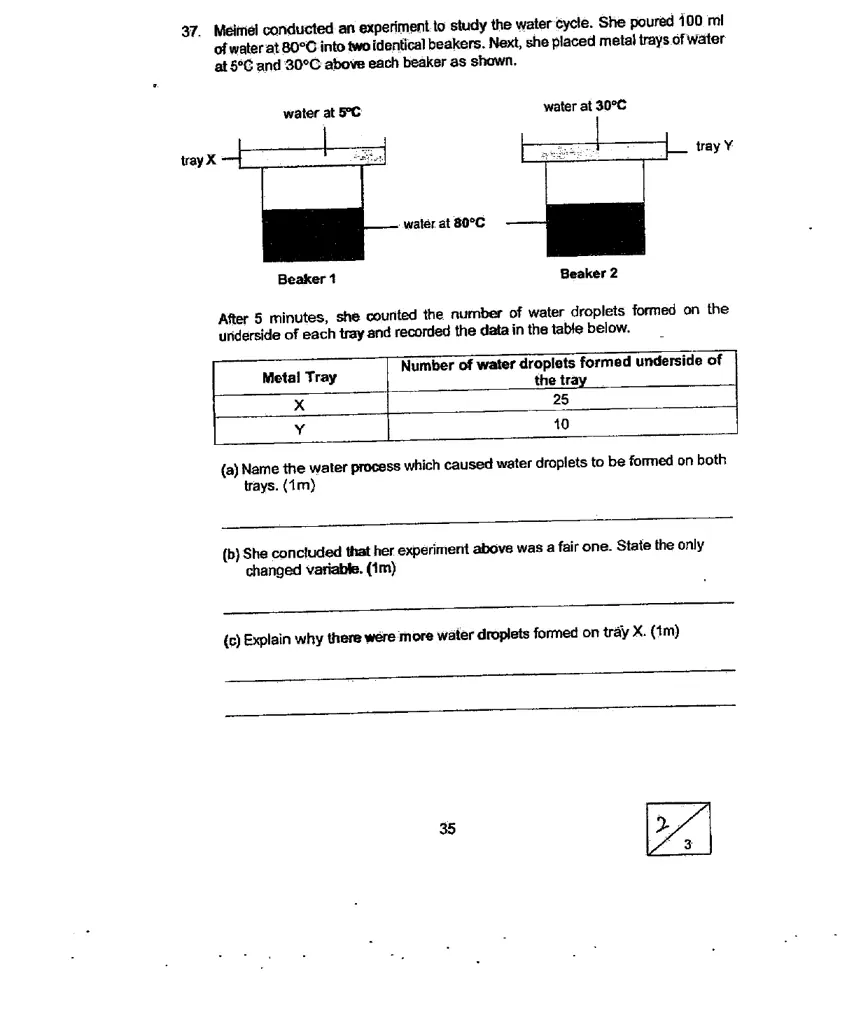 37. Meimei conducted an experiment to study the water cycle. She poured 100 ml
of water at 80°C into two identical beakers. Next, she placed metal trays of water
at 5°C and 30°C above each beaker as shown.
water at 5°C
water at 30°C
tray X
tray Y
water at 80°C
Beaker 1
Beaker 2
After 5 minutes, she counted the number of water droplets formed on the
underside of each tray and recorded the data in the table below.
Metal Tray
Number of water droplets formed underside of
the tray
X
25
Y
10
(a) Name the water process which caused water droplets to be formed on both
trays. (1m)
(b) She concluded that her experiment above was a fair one. State the only
changed variable. (1m)
(c) Explain why there were more water droplets formed on tray X. (1m)
35
2
3